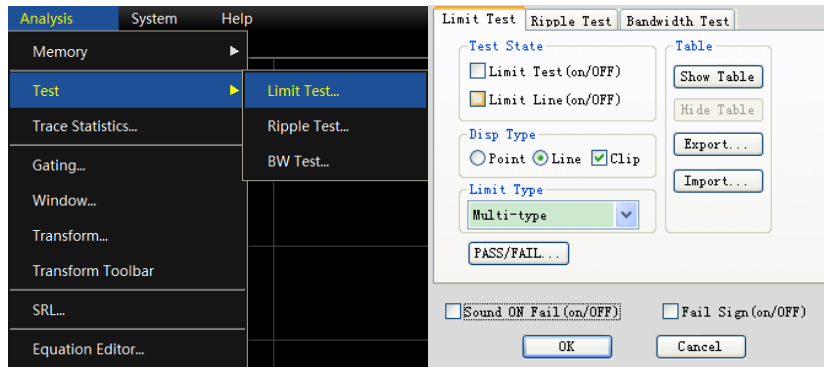 Analysis System Help
Memory
Test
Trace Statistics...
Gating...
Window...
Transform...
Transform Toolbar
SRL...
Equation Editor...
Limit Test...
Ripple Test...
BW Test...
Limit Test Ripple Test Bandwidth Test
Test State
Limit Test(on/OFF)
Limit Line(on/OFF)
Disp Type
Point Line Clip
Limit Type
Multi-type
PASS/FAIL...
Table
Show Table
Hide Table
Export...
Import...
Sound ON Fail(on/OFF) Fail Sign(on/OFF)
OK Cancel